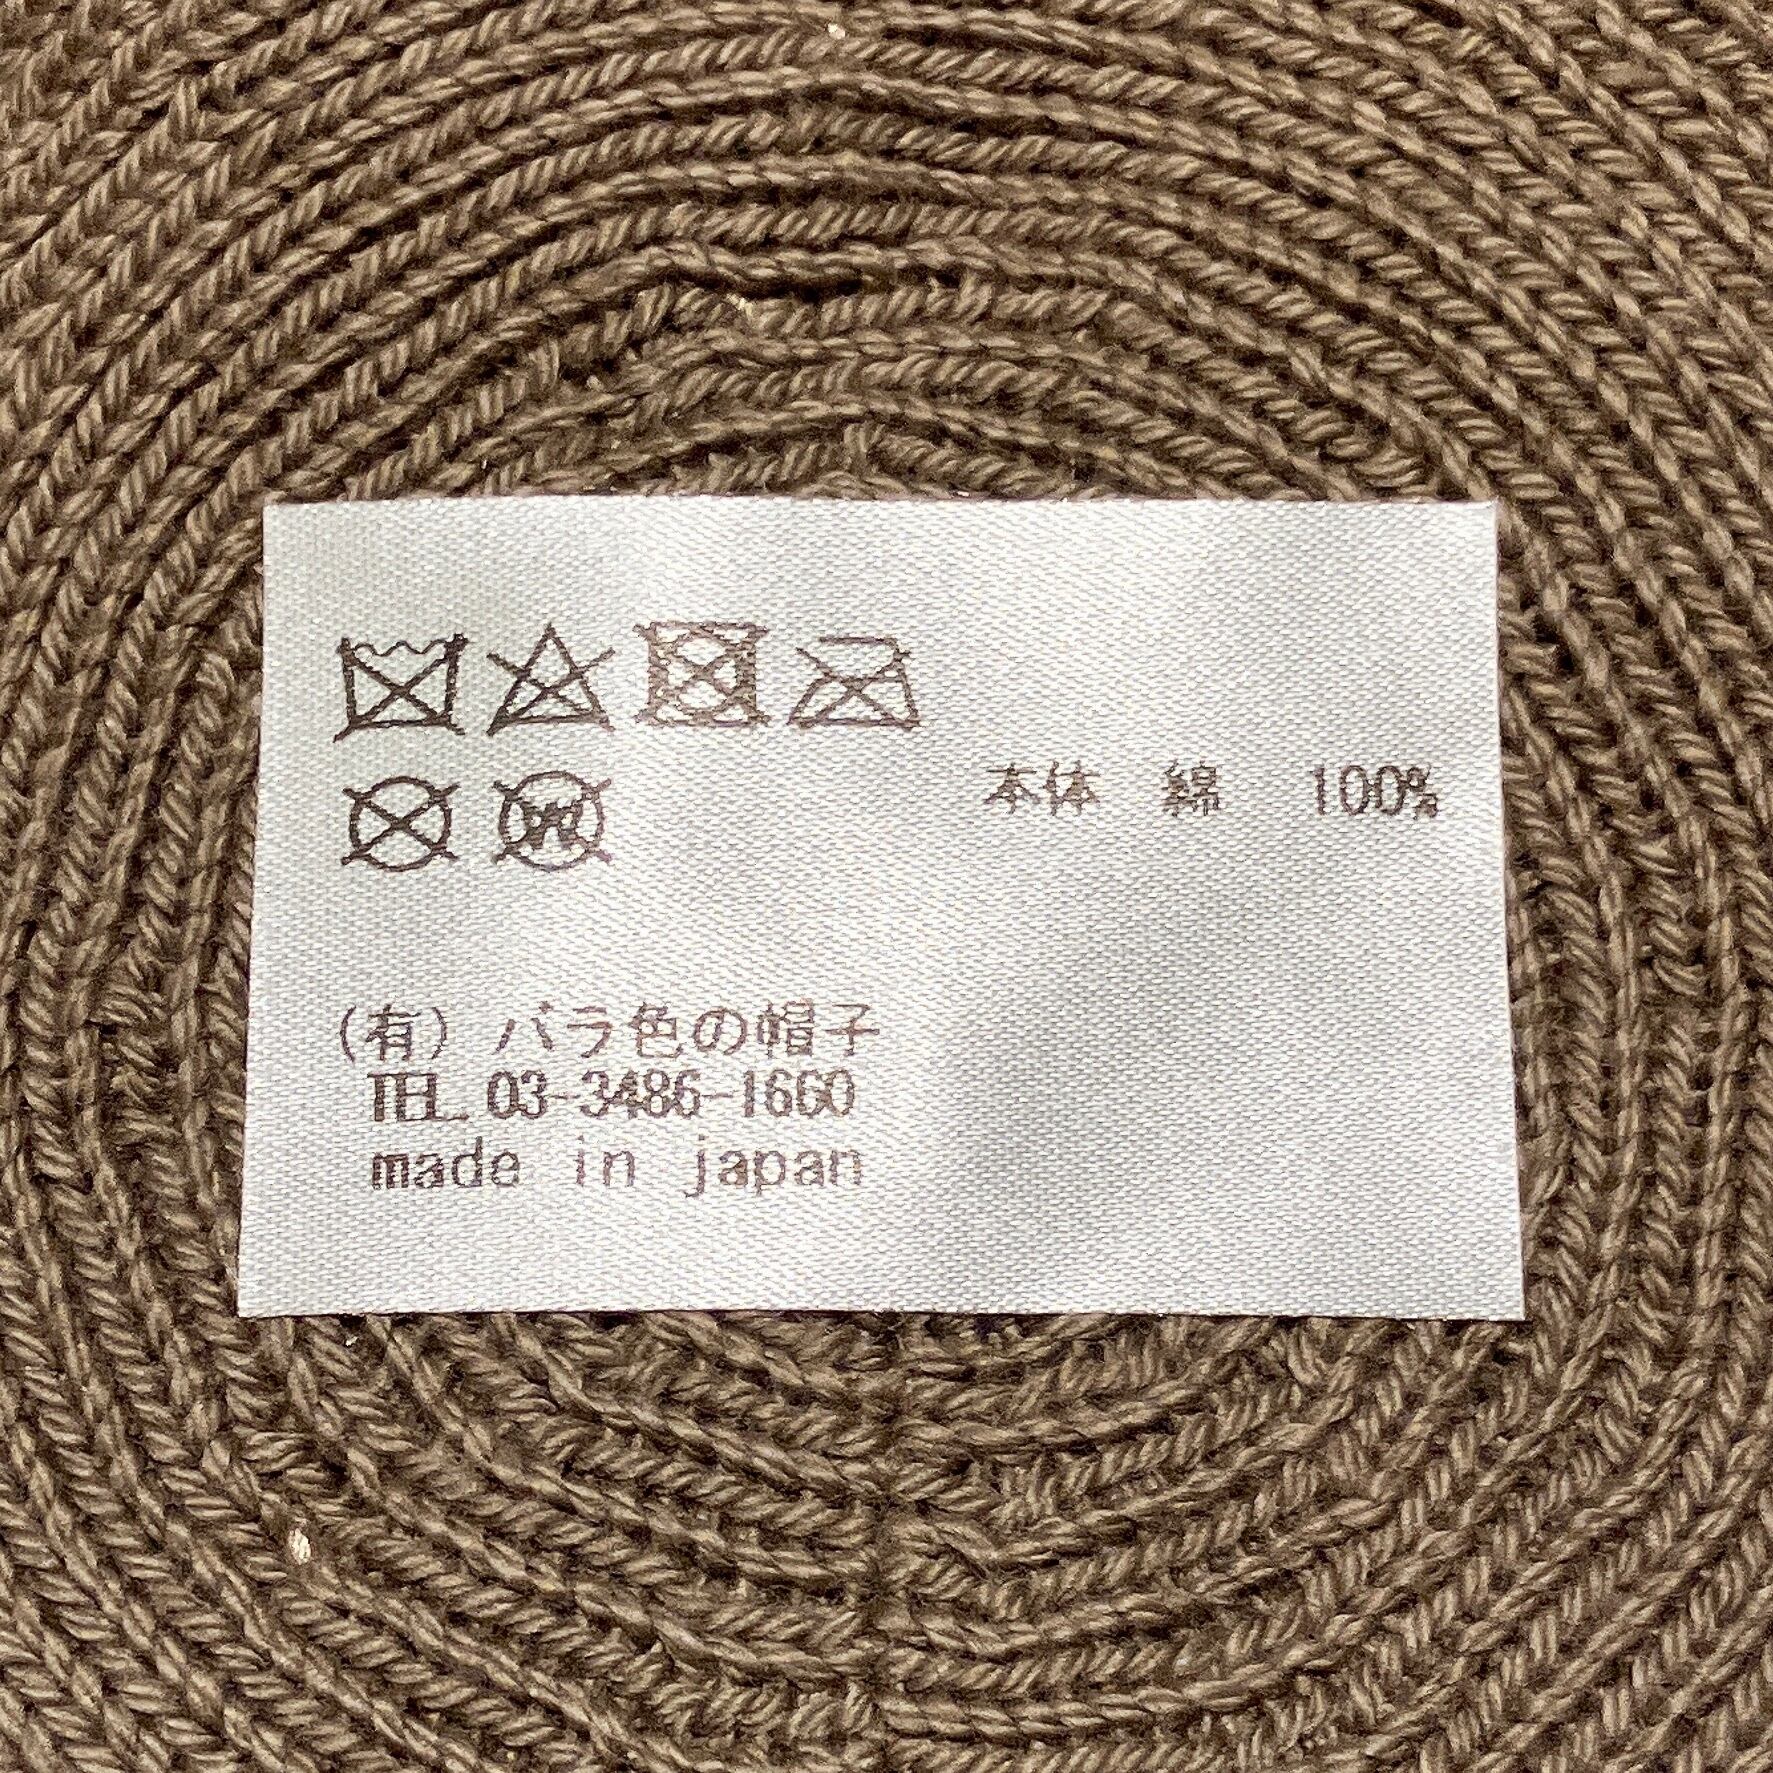 本体 綿 100%
(有) バラ色の帽子
TEL 03-3486-1660
made in japan